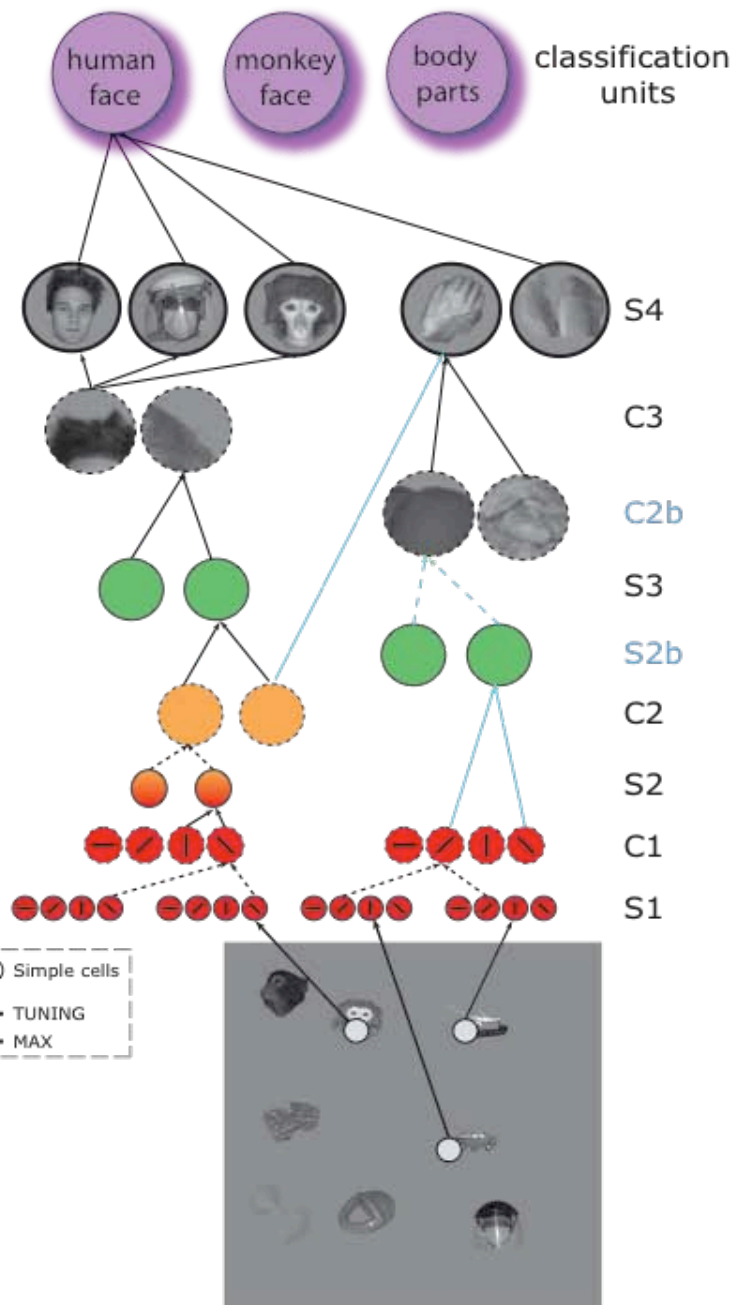 human
face
monkey
face
body
parts
classification
units
S4
C3
C2b
S3
S2b
C2
S2
C1
S1
Simple cells
TUNING
MAX